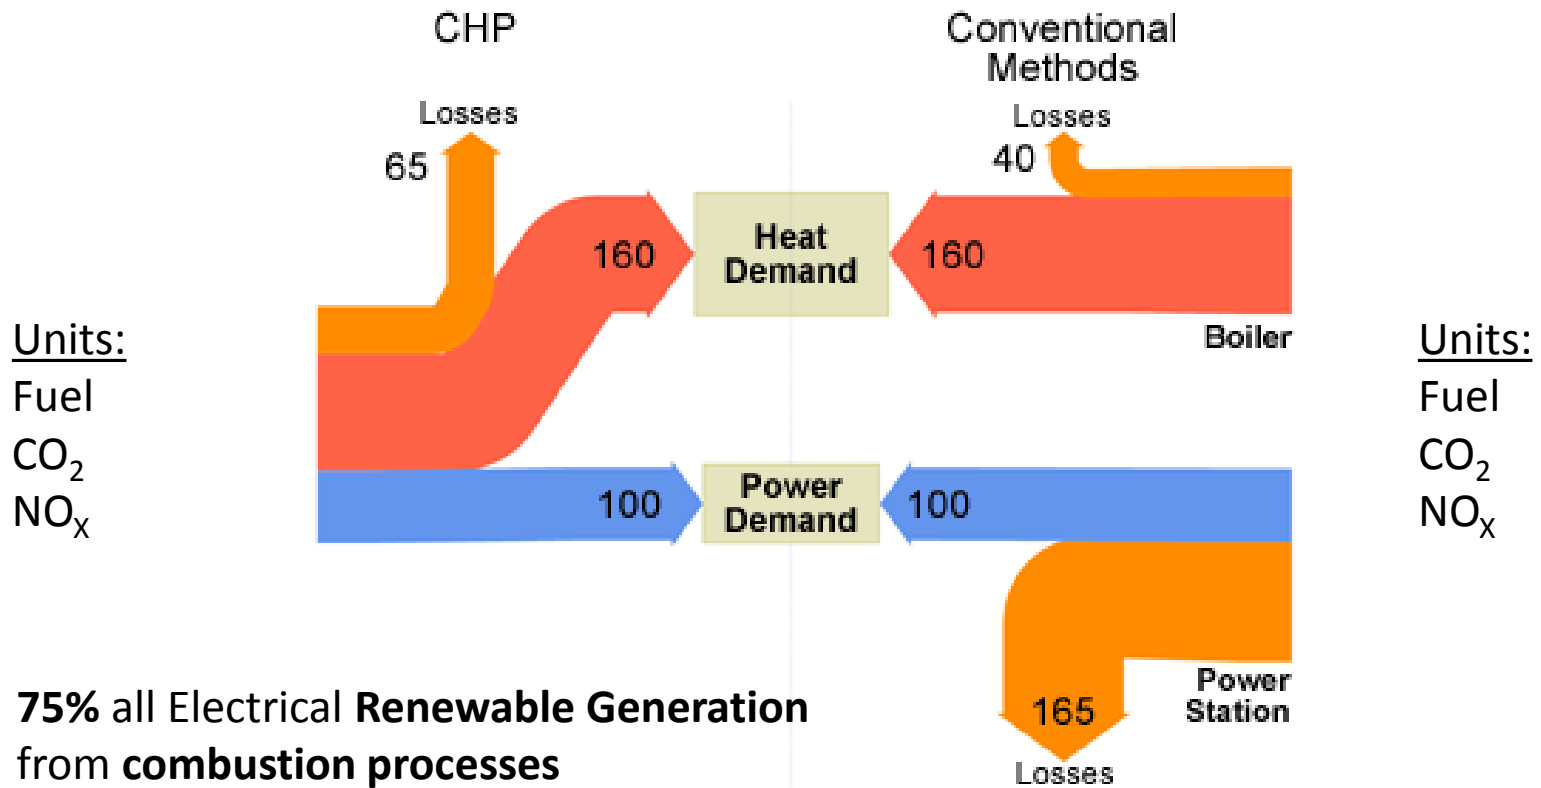 CHP
Conventional
Methods
Losses
65
Losses
40
160
Heat
Demand
160
Boiler
Units:
Fuel
CO₂
NOₓ
Units:
Fuel
CO₂
NOₓ
100
Power
Demand
100
Power
Station
165
Losses
75% all Electrical Renewable Generation
from combustion processes